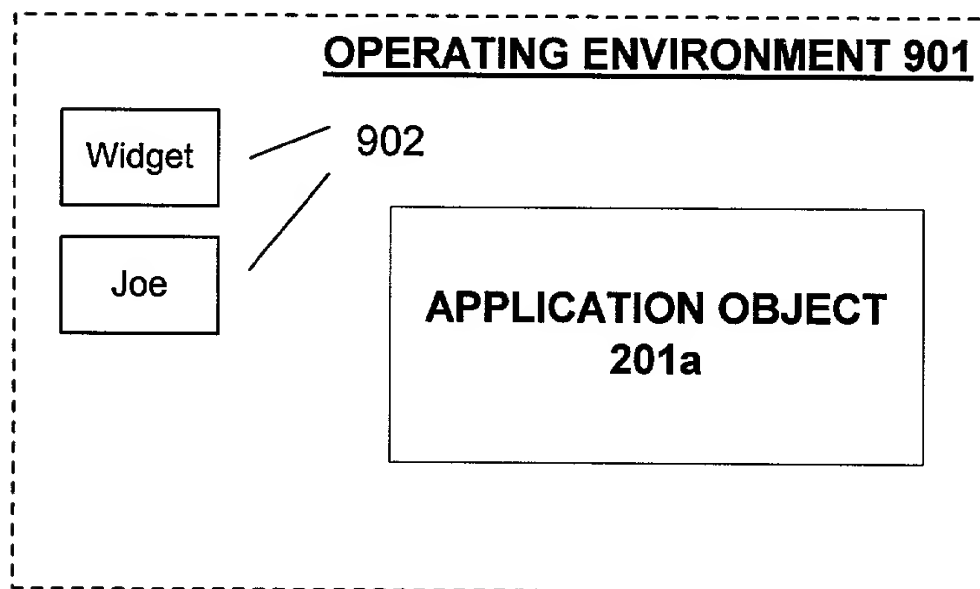 OPERATING ENVIRONMENT 901
Widget
902
Joe
APPLICATION OBJECT
201a